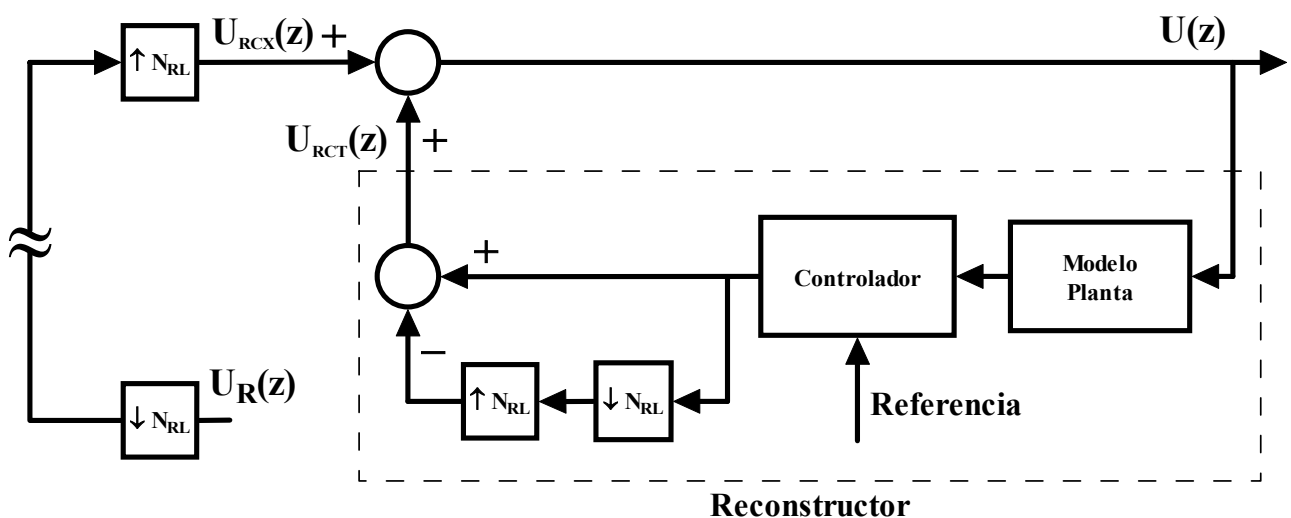 U_RCX(z) +
U(z)
↑ N_RL
U_RCT(z) +
+
Controlador
Modelo
Planta
−
U_R(z)
↓ N_RL
↑ N_RL
↓ N_RL
Referencia
Reconstructor